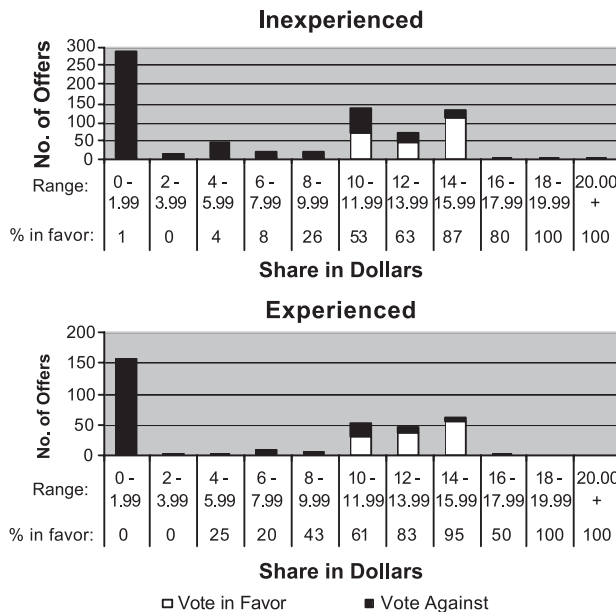 Inexperienced
No. of Offers
300
250
200
150
100
50
0
Range: 0 - 2 - 4 - 6 - 8 - 10 - 12 - 14 - 16 - 18 - 20.00
1.99 3.99 5.99 7.99 9.99 11.99 13.99 15.99 17.99 19.99 +
% in favor: 1 0 4 8 26 53 63 87 80 100 100
Share in Dollars
Experienced
No. of Offers
200
150
100
50
0
Range: 0 - 2 - 4 - 6 - 8 - 10 - 12 - 14 - 16 - 18 - 20.00
1.99 3.99 5.99 7.99 9.99 11.99 13.99 15.99 17.99 19.99 +
% in favor: 0 0 25 20 43 61 83 95 50 100 100
Share in Dollars
Vote in Favor Vote Against